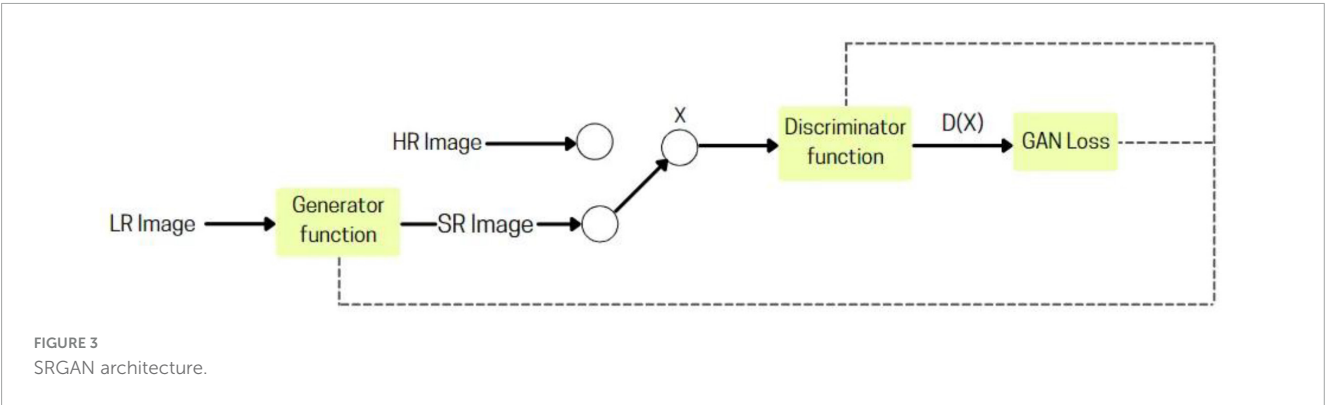 X
HR Image
Discriminator
function
D(X)
GAN Loss
LR Image
Generator
function
SR Image
FIGURE 3
SRGAN architecture.